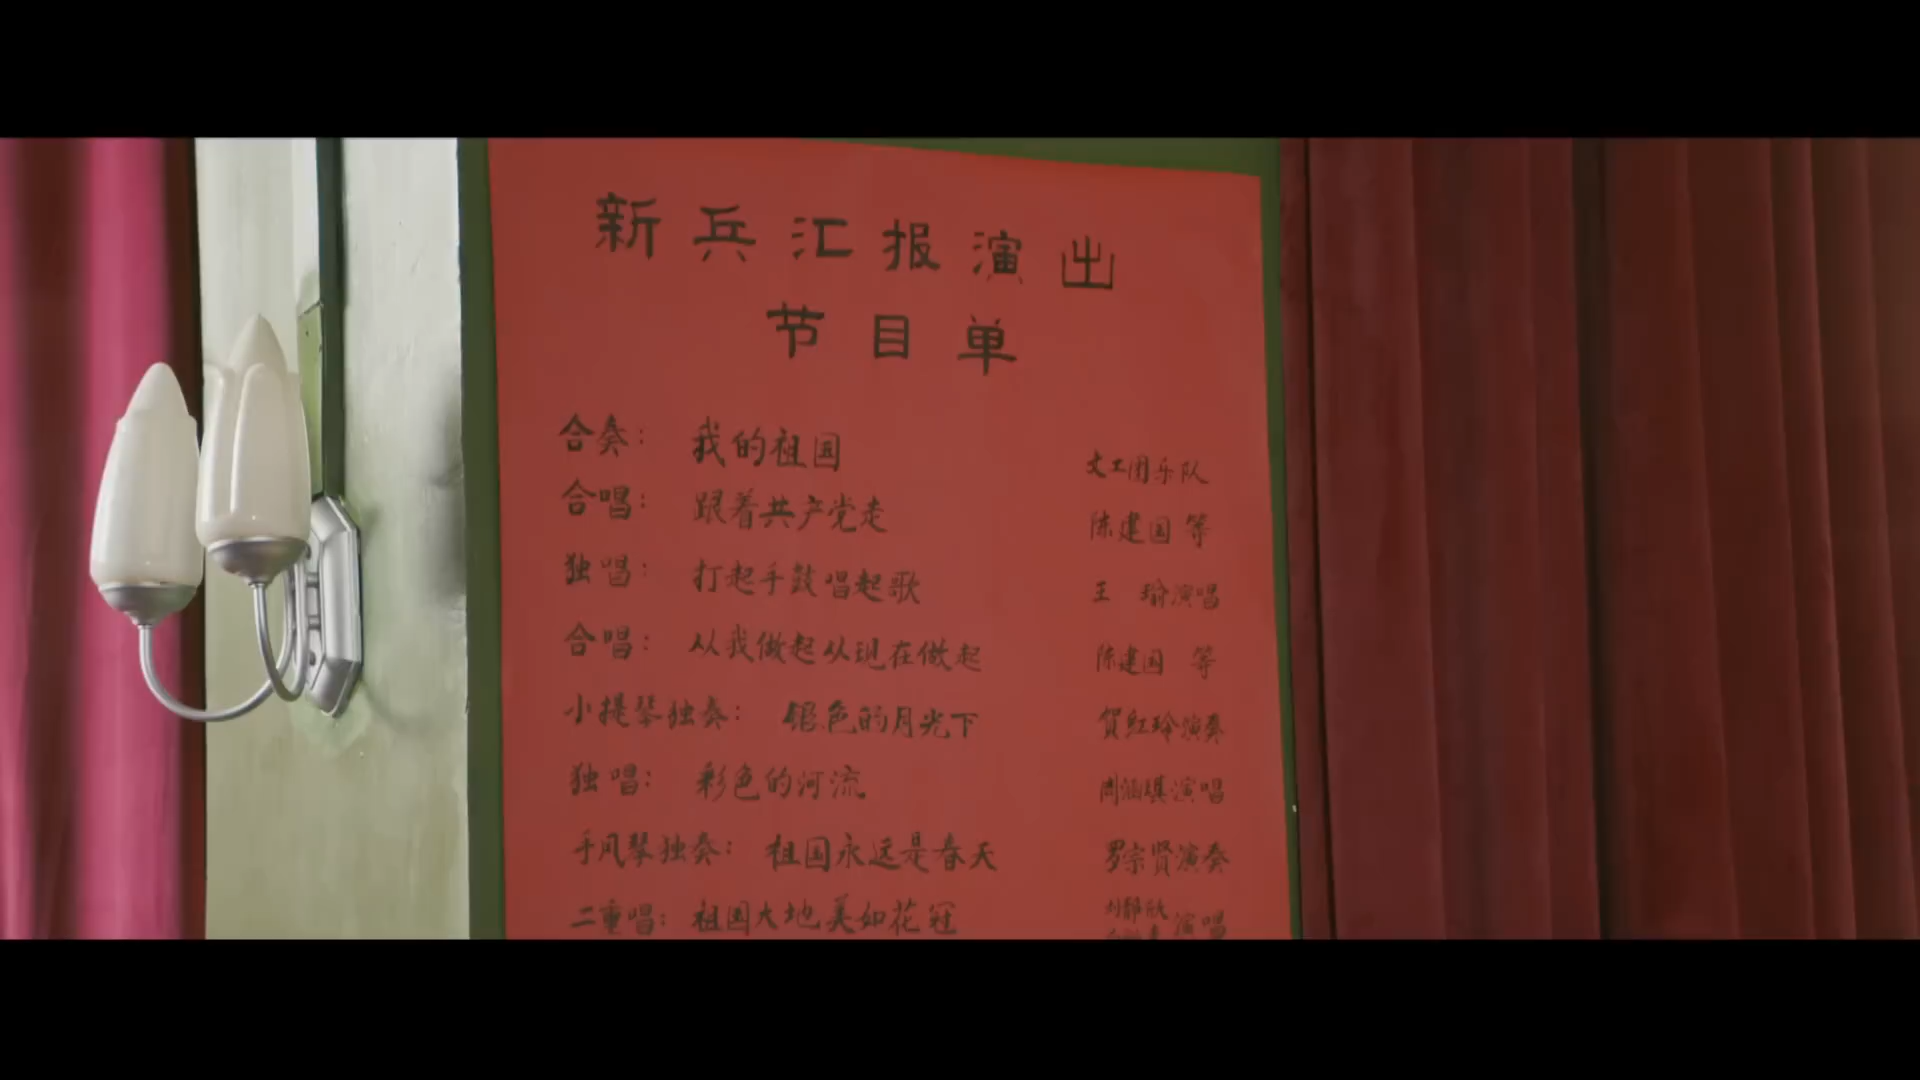 新兵汇报演出
节目单
合奏： 我的祖国 文工团乐队
合唱： 跟着共产党走 陈建国 等
独唱： 打起手鼓唱起歌 王 瑜演唱
合唱： 从我做起从现在做起 陈建国 等
小提琴独奏： 银色的月光下 贺红玲演奏
独唱： 彩色的河流 周涵琪演唱
手风琴独奏： 祖国永远是春天 罗宗贤演奏
二重唱： 祖国大地美如花冠 演唱